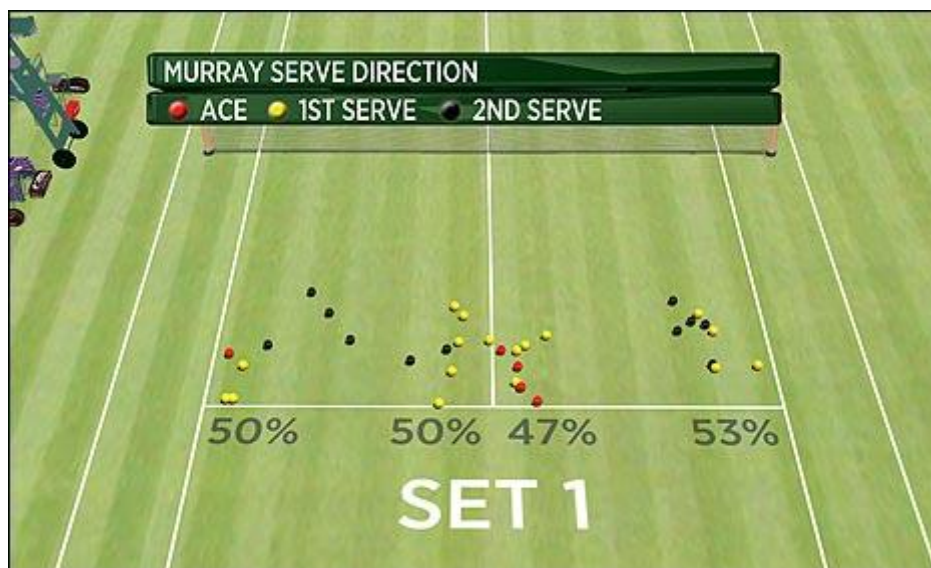 MURRAY SERVE DIRECTION
ACE 1ST SERVE 2ND SERVE
50% 50% 47% 53%
SET 1